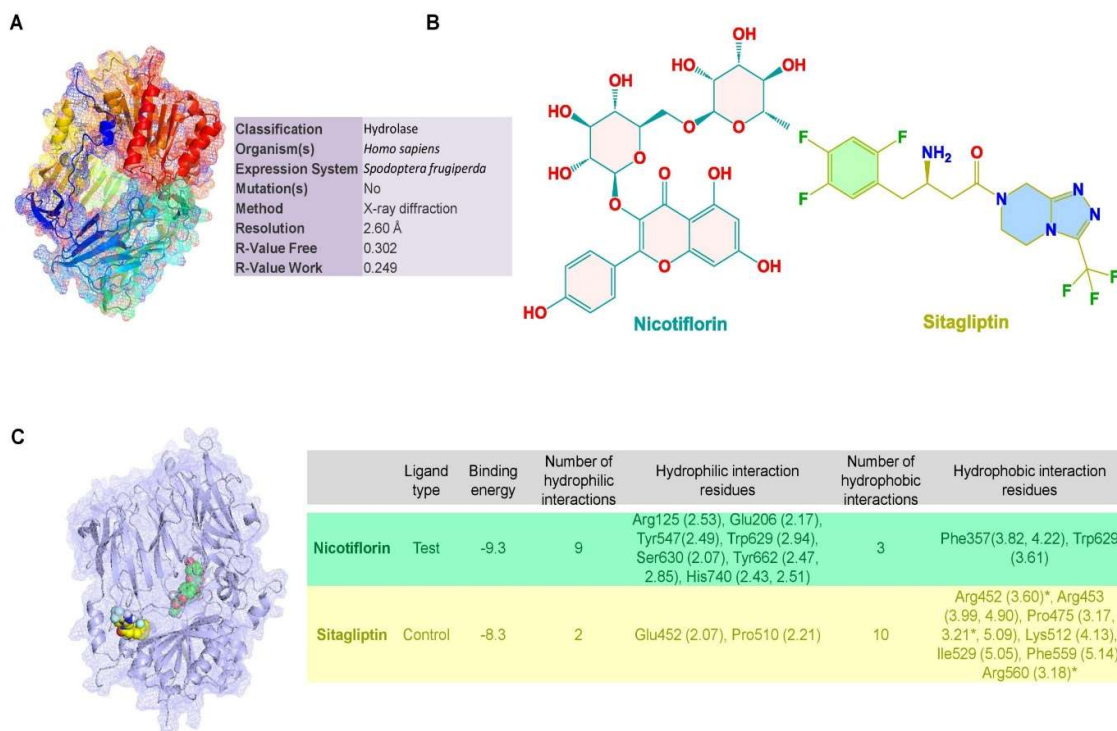 A
Classification Hydrolase
Organism(s) Homo sapiens
Expression System Spodoptera frugiperda
Mutation(s) No
Method X-ray diffraction
Resolution 2.60 Å
R-Value Free 0.302
R-Value Work 0.249
B
OH
HO OH
HO O
OH O
HO O
OH O OH
O
HO O OH
Nicotiflorin
F F
F
NH2 O
N N
N N
F
F
F
Sitagliptin
C
Ligand type
Binding energy
Number of hydrophilic interactions
Hydrophilic interaction residues
Number of hydrophobic interactions
Hydrophobic interaction residues
Nicotiflorin Test -9.3 9
Arg125 (2.53), Glu206 (2.17),
Tyr547(2.49), Trp629 (2.94),
Ser630 (2.07), Tyr662 (2.47,
2.85), His740 (2.43, 2.51)
3
Phe357(3.82, 4.22), Trp629
(3.61)
Sitagliptin Control -8.3 2
Glu452 (2.07), Pro510 (2.21)
10
Arg452 (3.60)*, Arg453
(3.99, 4.90), Pro475 (3.17,
3.21*, 5.09), Lys512 (4.13),
Ile529 (5.05), Phe559 (5.14)
Arg560 (3.18)*